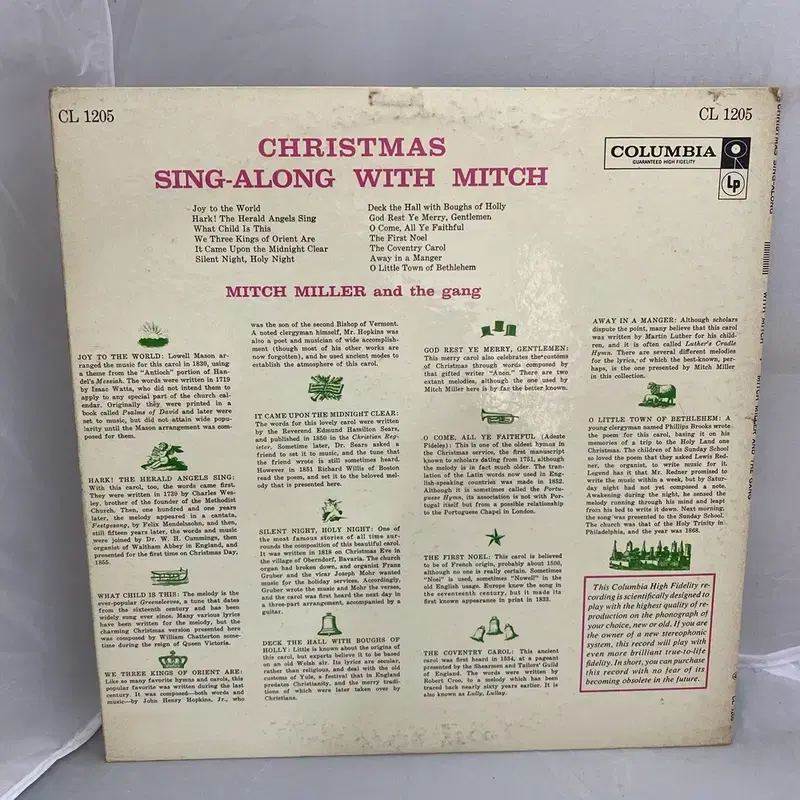 CL 1205
CL 1205
CHRISTMAS
SING-ALONG WITH MITCH
COLUMBIA
GUARANTEED HIGH FIDELITY
Lp
Joy to the World
Hark! The Herald Angels Sing
What Child Is This
We Three Kings of Orient Are
It Came Upon the Midnight Clear
Silent Night, Holy Night
Deck the Hall with Boughs of Holly
God Rest Ye Merry, Gentlemen
O Come, All Ye Faithful
The First Noel
The Coventry Carol
Away in a Manger
O Little Town of Bethlehem
MITCH MILLER and the gang
JOY TO THE WORLD: Lowell Mason ar-
ranged the music for this carol in 1830, using
a theme from the "Antioch" portion of Han-
del's Messiah. The words were written in 1719
by Isaac Watts, who did not intend them to
apply to any special part of the church cal-
endar. Originally they were printed in a
book called Psalms of David and later were
set to music, but did not attain wide popu-
larity until the Mason arrangement was com-
posed for them.
HARK! THE HERALD ANGELS SING:
With this carol, too, the words came first.
They were written in 1739 by Charles Wes-
ley, brother of the founder of the Methodist
Church. Then, one hundred and one years
later, the melody appeared in a cantata,
Festgesang, by Felix Mendelssohn, and then,
still fifteen years later, the words and music
were joined by Dr. W. H. Cummings, then
organist of Waltham Abbey in England, and
presented for the first time on Christmas Day,
1855.
WHAT CHILD IS THIS: The melody is the
ever-popular Greensleeves, a tune that dates
from the sixteenth century and has been
widely sung ever since. Many various lyrics
have been written for the melody, but the
charming Christmas version presented here
was composed by William Chatterton some-
time during the reign of Queen Victoria.
WE THREE KINGS OF ORIENT ARE:
Like so many favorite hymns and carols, this
popular favorite was written during the last
century. It was composed—both words and
music—by John Henry Hopkins, Jr., who
was the son of the second Bishop of Vermont.
A noted clergyman himself, Mr. Hopkins was
also a poet and musician of wide accomplish-
ment (though most of his other works are
now forgotten), and he used ancient modes to
establish the atmosphere of this carol.
IT CAME UPON THE MIDNIGHT CLEAR:
The words for this lovely carol were written
by the Reverend Edmund Hamilton Sears,
and published in 1850 in the Christian Reg-
ister. Sometime later, Dr. Sears asked a
friend to set it to music, and the tune that
the friend wrote is still sometimes heard.
However in 1851 Richard Willis of Boston
read the poem, and set it to the beloved mel-
ody that is presented here.
SILENT NIGHT, HOLY NIGHT: One of
the most famous stories of all time sur-
rounds the composition of this beautiful carol.
It was written in 1818 on Christmas Eve in
the village of Oberndorf, Bavaria. The church
organ had broken down, and organist Franz
Gruber and the vicar Joseph Mohr wanted
music for the holiday services. Accordingly,
Gruber wrote the music and Mohr the verses,
and the carol was first heard the next day in
a three-part arrangement, accompanied by a
guitar.
DECK THE HALL WITH BOUGHS OF
HOLLY: Little is known about the origins of
this carol, but experts believe it to be based
on an old Welsh air. Its lyrics are secular,
rather than religious, and deal with the old
customs of Yule, a festival that in England
predates Christianity, and the merry tradi-
tions of which were later taken over by
Christians.
GOD REST YE MERRY, GENTLEMEN:
This merry carol also celebrates the customs
of Christmas through words composed by
that gifted writer "Anon." There are two
extant melodies, although the one used by
Mitch Miller here is by far the better known.
O COME, ALL YE FAITHFUL (Adeste
Fideles): This is one of the oldest hymns in
the Christmas service, the first manuscript
known to scholars dating from 1751, although
the melody is in fact much older. The tran-
slation of the Latin words now used in Eng-
lish-speaking countries was made in 1852.
Although it is sometimes called the Portu-
guese Hymn, its association is not with Por-
tugal itself but from a possible relationship
to the Portuguese Chapel in London.
THE FIRST NOEL: This carol is believed
to be of French origin, probably about 1500,
although no one is really certain. Sometimes
"Noel" is used, sometimes "Nowell" in the
old English usage. Europe knew the song in
the seventeenth century, but it made its
first known appearance in print in 1833.
THE COVENTRY CAROL: This ancient
carol was first heard in 1534, at a pageant
presented by the Shearmen and Tailors' Guild
of England. The words were written by
Robert Croo, to a melody which has been
traced back nearly sixty years earlier. It is
also known as Lully, Lullay.
AWAY IN A MANGER: Although scholars
dispute the point, many believe that this carol
was written by Martin Luther for his child-
ren, and it is often called Luther's Cradle
Hymn. There are several different melodies
for the lyrics, of which the best-known, per-
haps, is the one presented by Mitch Miller
in this collection.
O LITTLE TOWN OF BETHLEHEM: A
young clergyman named Phillips Brooks wrote
the poem for this carol, basing it on his
memories of a trip to the Holy Land one
Christmas. The children of his Sunday School
so loved the poem that they asked Lewis Red-
ner, the organist, to write music for it.
Legend has it that Mr. Redner promised to
write the music within a week, but by Satur-
day night had not yet composed a note.
Awakening during the night, he sensed the
melody running through his mind and leapt
from his bed to write it down. Next morning,
the song was presented to the Sunday School.
The church was that of the Holy Trinity in
Philadelphia, and the year was 1868.
This Columbia High Fidelity re-
cording is scientifically designed to
play with the highest quality of re-
production on the phonograph of
your choice, new or old. If you are
the owner of a new stereophonic
system, this record will play with
even more brilliant true-to-life
fidelity. In short, you can purchase
this record with no fear of its
becoming obsolete in the future.